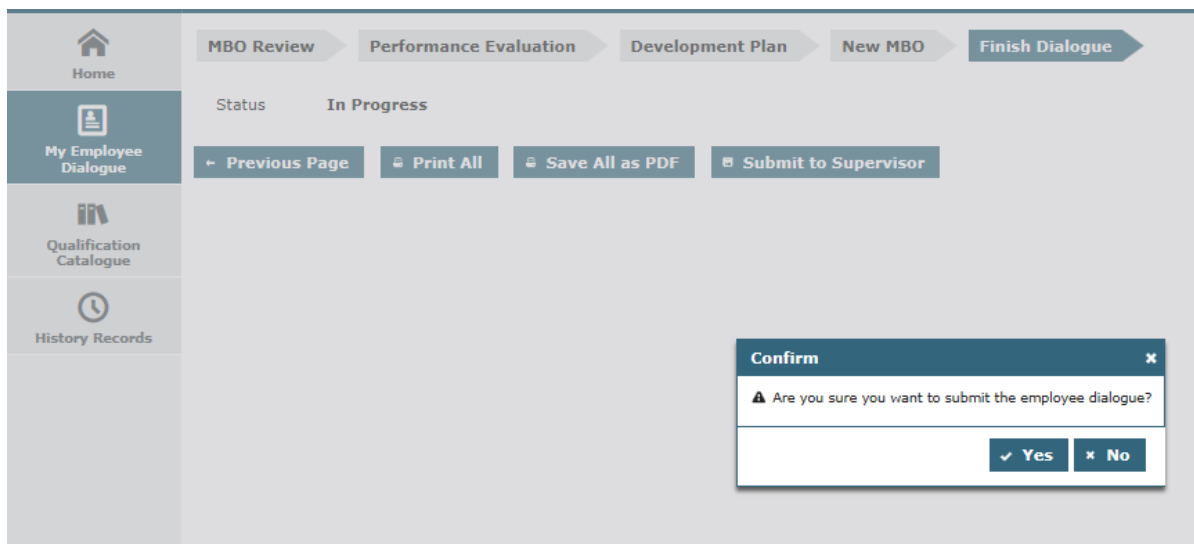 Home
My Employee
Dialogue
Qualification
Catalogue
History Records
MBO Review
Performance Evaluation
Development Plan
New MBO
Finish Dialogue
Status In Progress
Previous Page
Print All
Save All as PDF
Submit to Supervisor
Confirm
Are you sure you want to submit the employee dialogue?
Yes
No